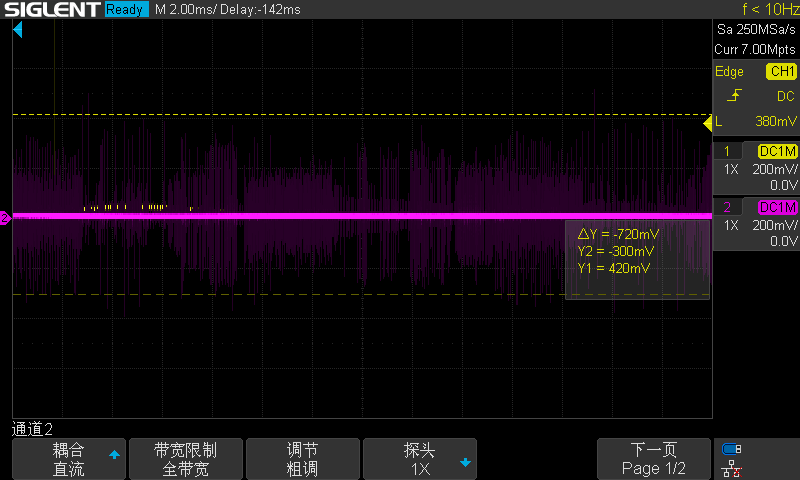 SIGLENT Ready M 2.00ms/ Delay:-142ms f < 10Hz
Sa 250MSa/s
Curr 7.00Mpts
Edge CH1
DC
L 380mV
1 DC1M
1X 200mV/
0.0V
2 DC1M
1X 200mV/
0.0V
2
△Y = -720mV
Y2 = -300mV
Y1 = 420mV
通道2
耦合
直流
带宽限制
全带宽
调节
粗调
探头
1X
下一页
Page 1/2